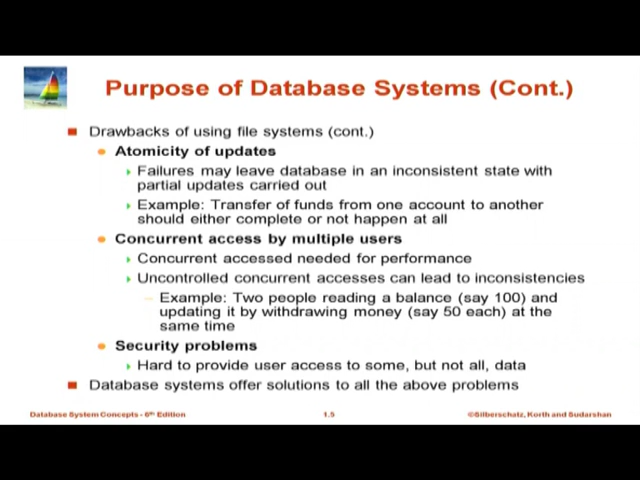 Purpose of Database Systems (Cont.)
Drawbacks of using file systems (cont.)
Atomicity of updates
Failures may leave database in an inconsistent state with
partial updates carried out
Example: Transfer of funds from one account to another
should either complete or not happen at all
Concurrent access by multiple users
Concurrent accessed needed for performance
Uncontrolled concurrent accesses can lead to inconsistencies
Example: Two people reading a balance (say 100) and
updating it by withdrawing money (say 50 each) at the
same time
Security problems
Hard to provide user access to some, but not all, data
Database systems offer solutions to all the above problems
Database System Concepts - 6th Edition
1.5
©Silberschatz, Korth and Sudarshan